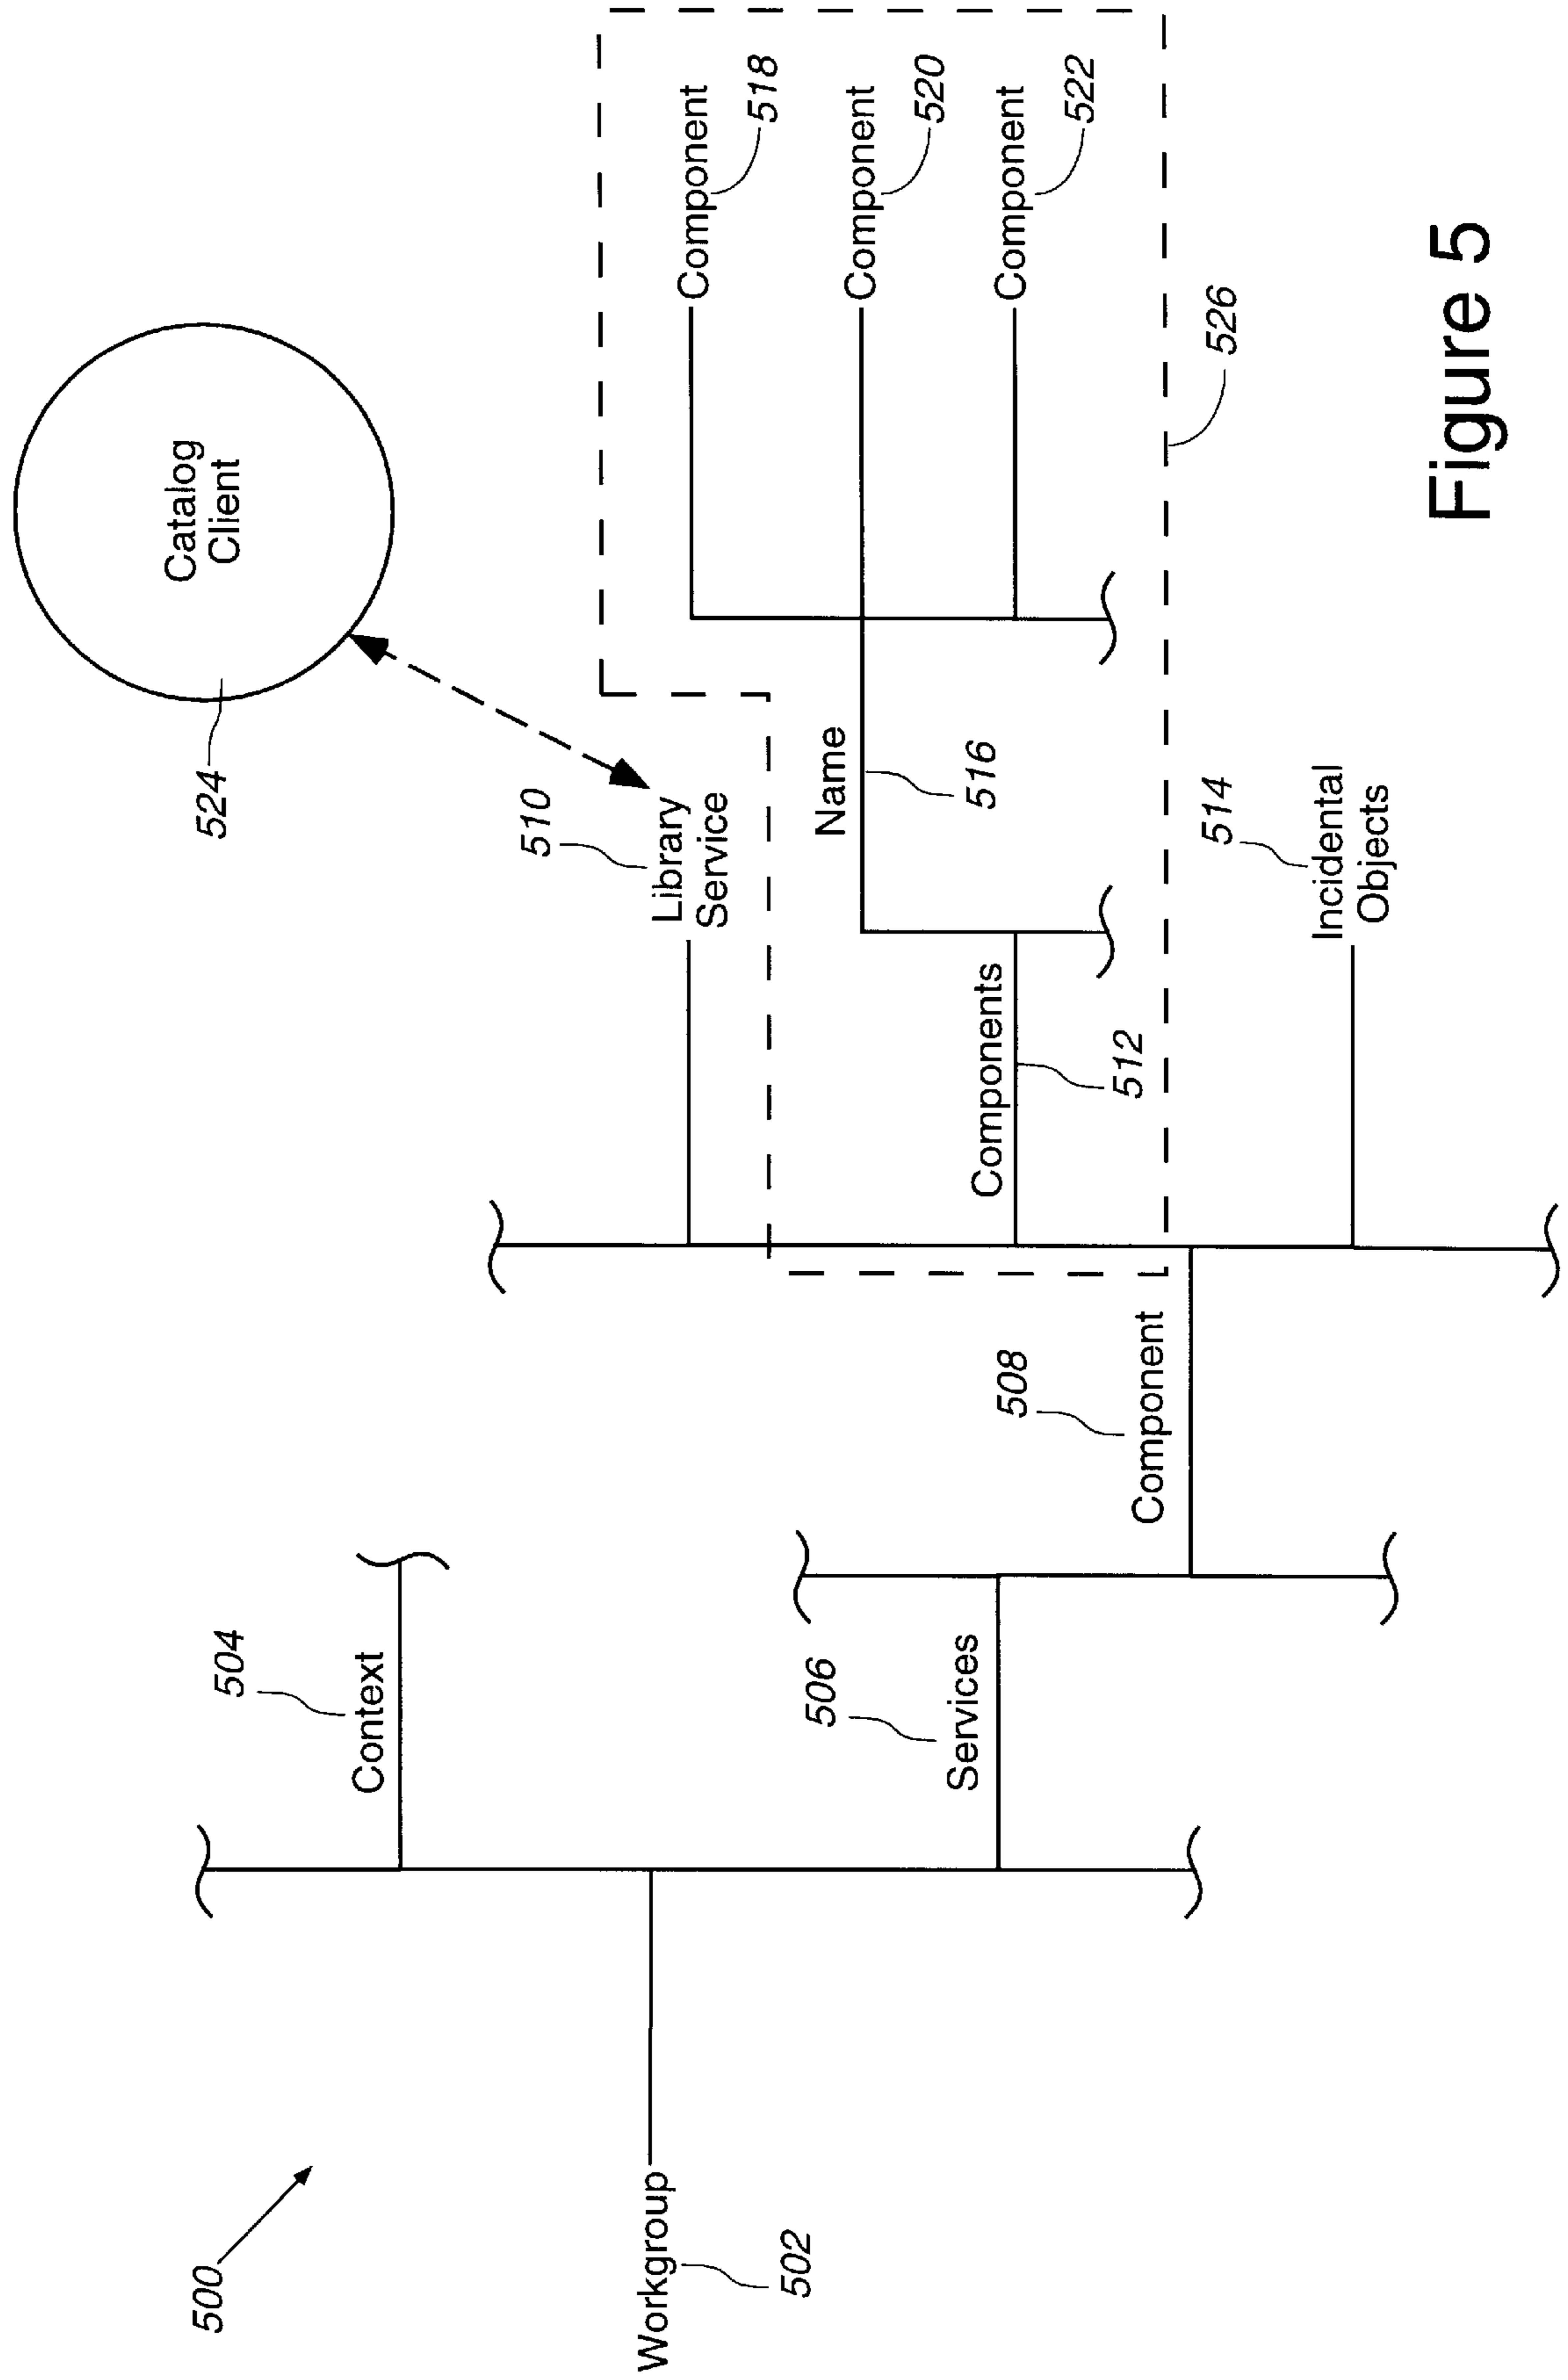 500
Workgroup
502
504
Context
506
Services
508
Component
510
Library
Service
524
Catalog
Client
Components
512
Name
516
Component
518
Component
520
Component
522
526
514
Incidental
Objects
Figure 5